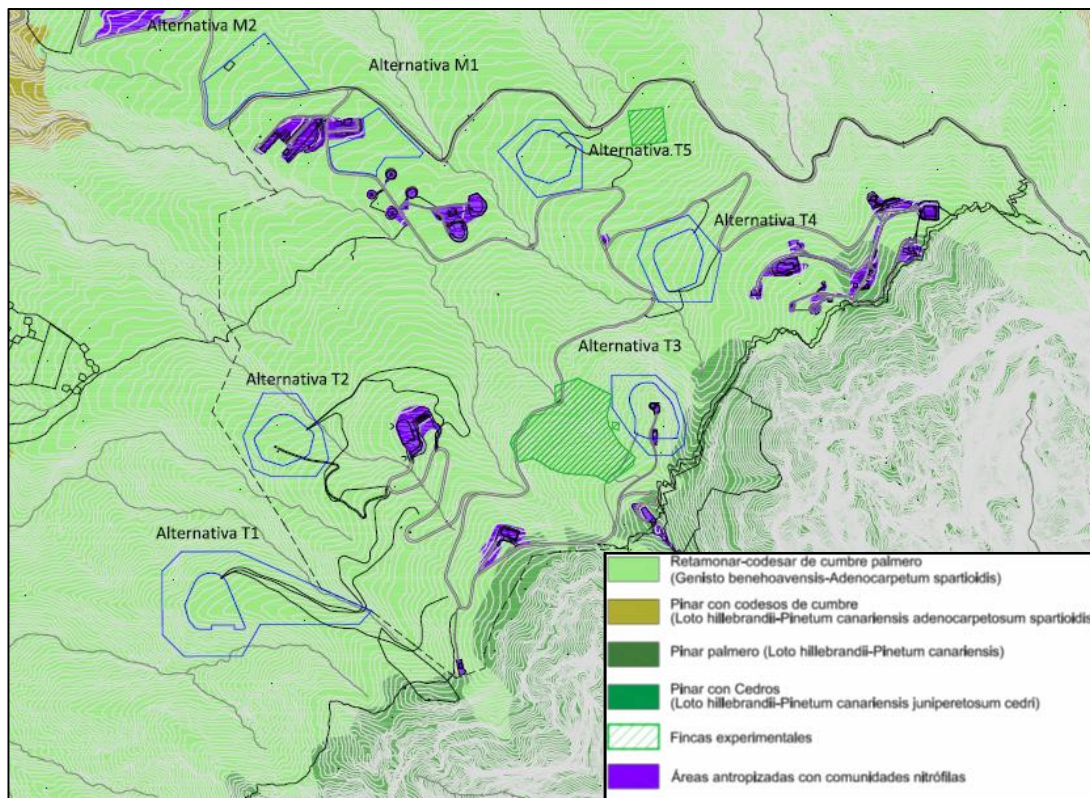 Alternativa M2
Alternativa M1
Alternativa.T5
Alternativa T4
Alternativa T3
Alternativa T2
Alternativa T1
Retamonar-codesar de cumbre palmero
(Genisto benehoavensis-Adenocarpetum spartioidis)
Pinar con codesos de cumbre
(Loto hillebrandii-Pinetum canariensis adenocarpetosum spartioidis
Pinar palmero (Loto hillebrandii-Pinetum canariensis)
Pinar con Cedros
(Loto hillebrandii-Pinetum canariensis juniperetosum cedri)
Fincas experimentales
Áreas antropizadas con comunidades nitrófilas